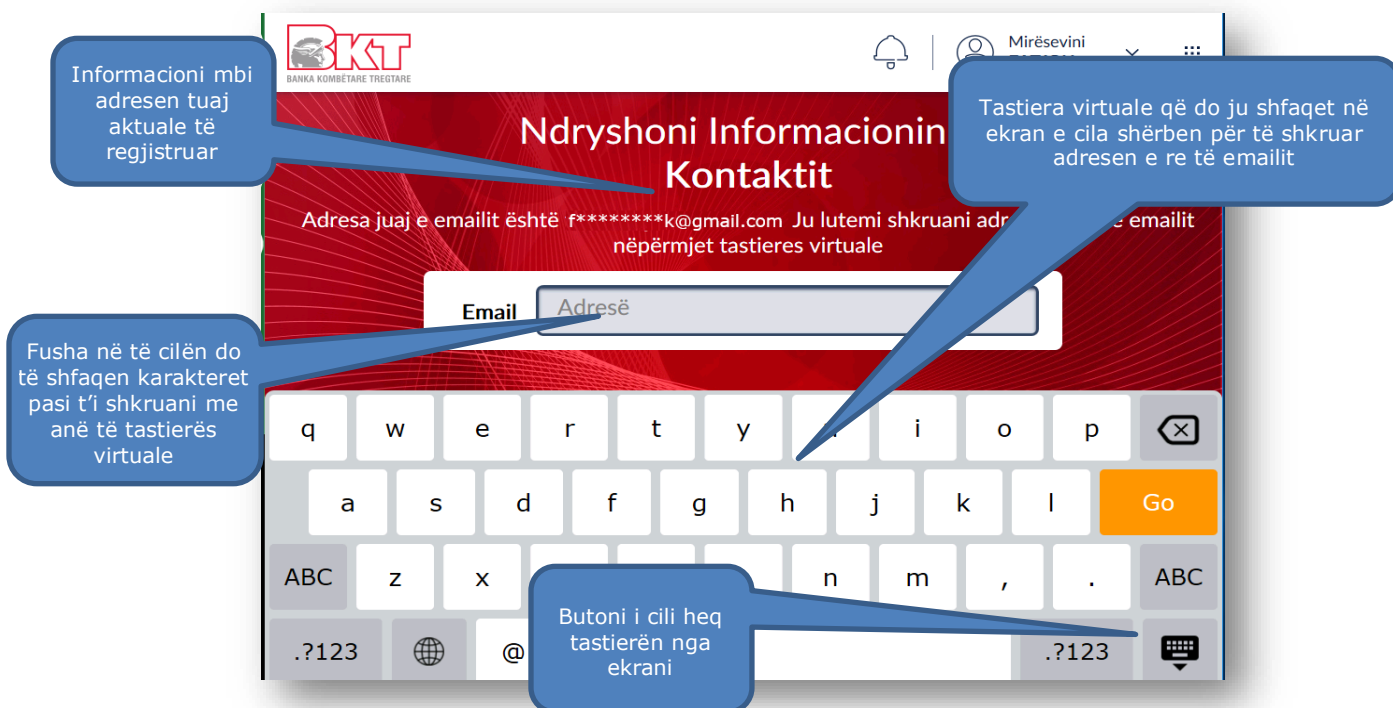 BKT
BANKA KOMBËTARE TREGTARE
Mirësevini
Informacioni mbi
adresen tuaj
aktuale të
regjistruar
Tastiera virtuale që do ju shfaqet në
ekran e cila shërben për të shkruar
adresen e re të emailit
Ndryshoni Informacionin
Kontaktit
Adresa juaj e emailit është f********k@gmail.com Ju lutemi shkruani emailit
nëpërmjet tastieres virtuale
Email Adresë
Fusha në të cilën do
të shfaqen karakteret
pasi t'i shkruani me
anë të tastierës
virtuale
q w e r t y i o p
a s d f g h j k l Go
ABC z x n m , . ABC
.?123 @ .?123
Butoni i cili heq
tastierën nga
ekrani